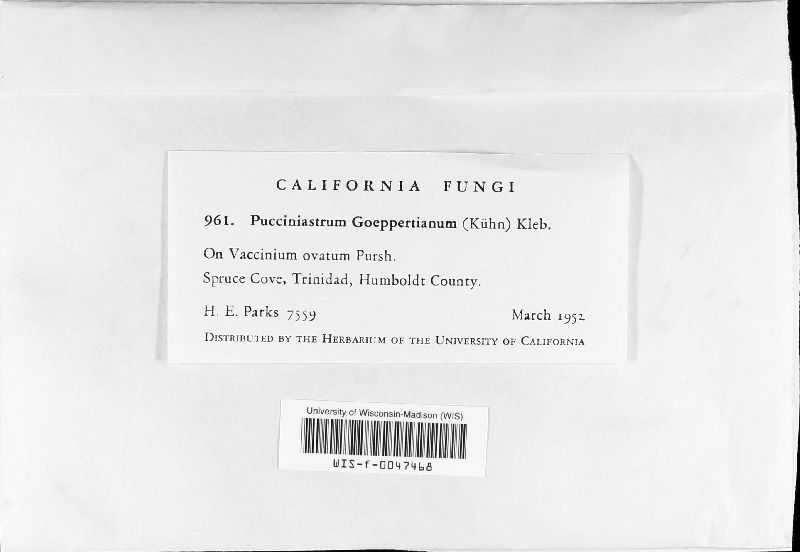 CALIFORNIA FUNGI
961. Pucciniastrum Goeppertianum (Kühn) Kleb.
On Vaccinium ovatum Pursh.
Spruce Cove, Trinidad, Humboldt County.
H. E. Parks 7559 March 1952
DISTRIBUTED BY THE HERBARIUM OF THE UNIVERSITY OF CALIFORNIA
University of Wisconsin-Madison (WIS)
WIS-f-0047468